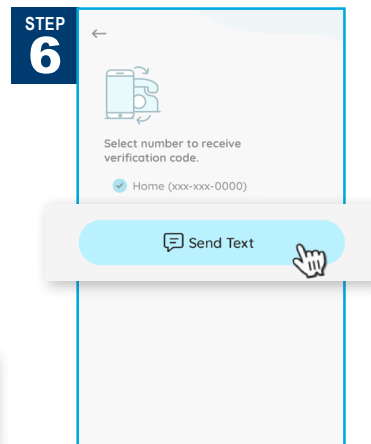 STEP
6
Select number to receive
verification code.
Home (xxx-xxx-0000)
Send Text